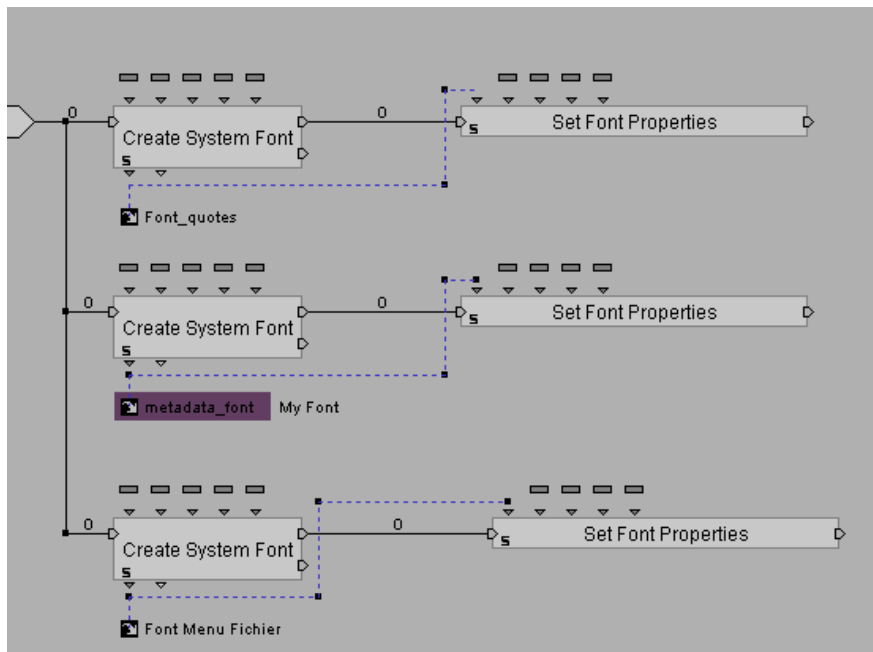 0 0
Create System Font Set Font Properties
S S
Font_quotes
0 0
Create System Font Set Font Properties
S S
metadata_font My Font
0 0
Create System Font Set Font Properties
S S
Font Menu Fichier